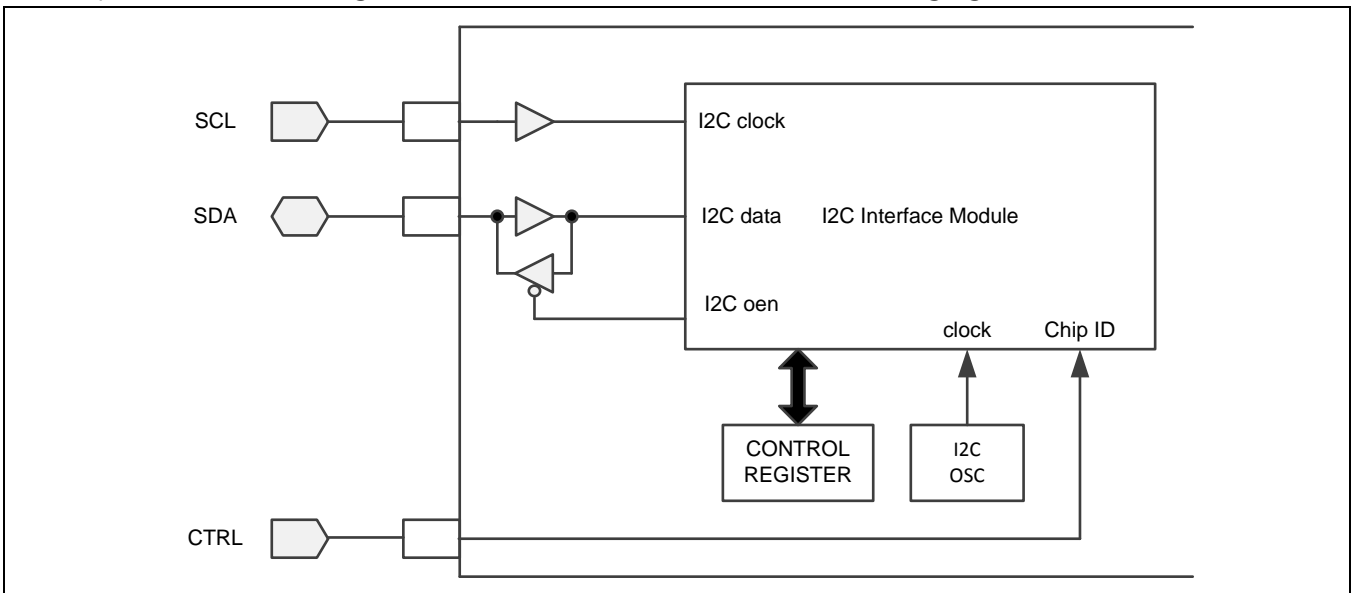 SCL
I2C clock
SDA
I2C data
I2C Interface Module
I2C oen
clock
Chip ID
CONTROL
REGISTER
I2C
OSC
CTRL